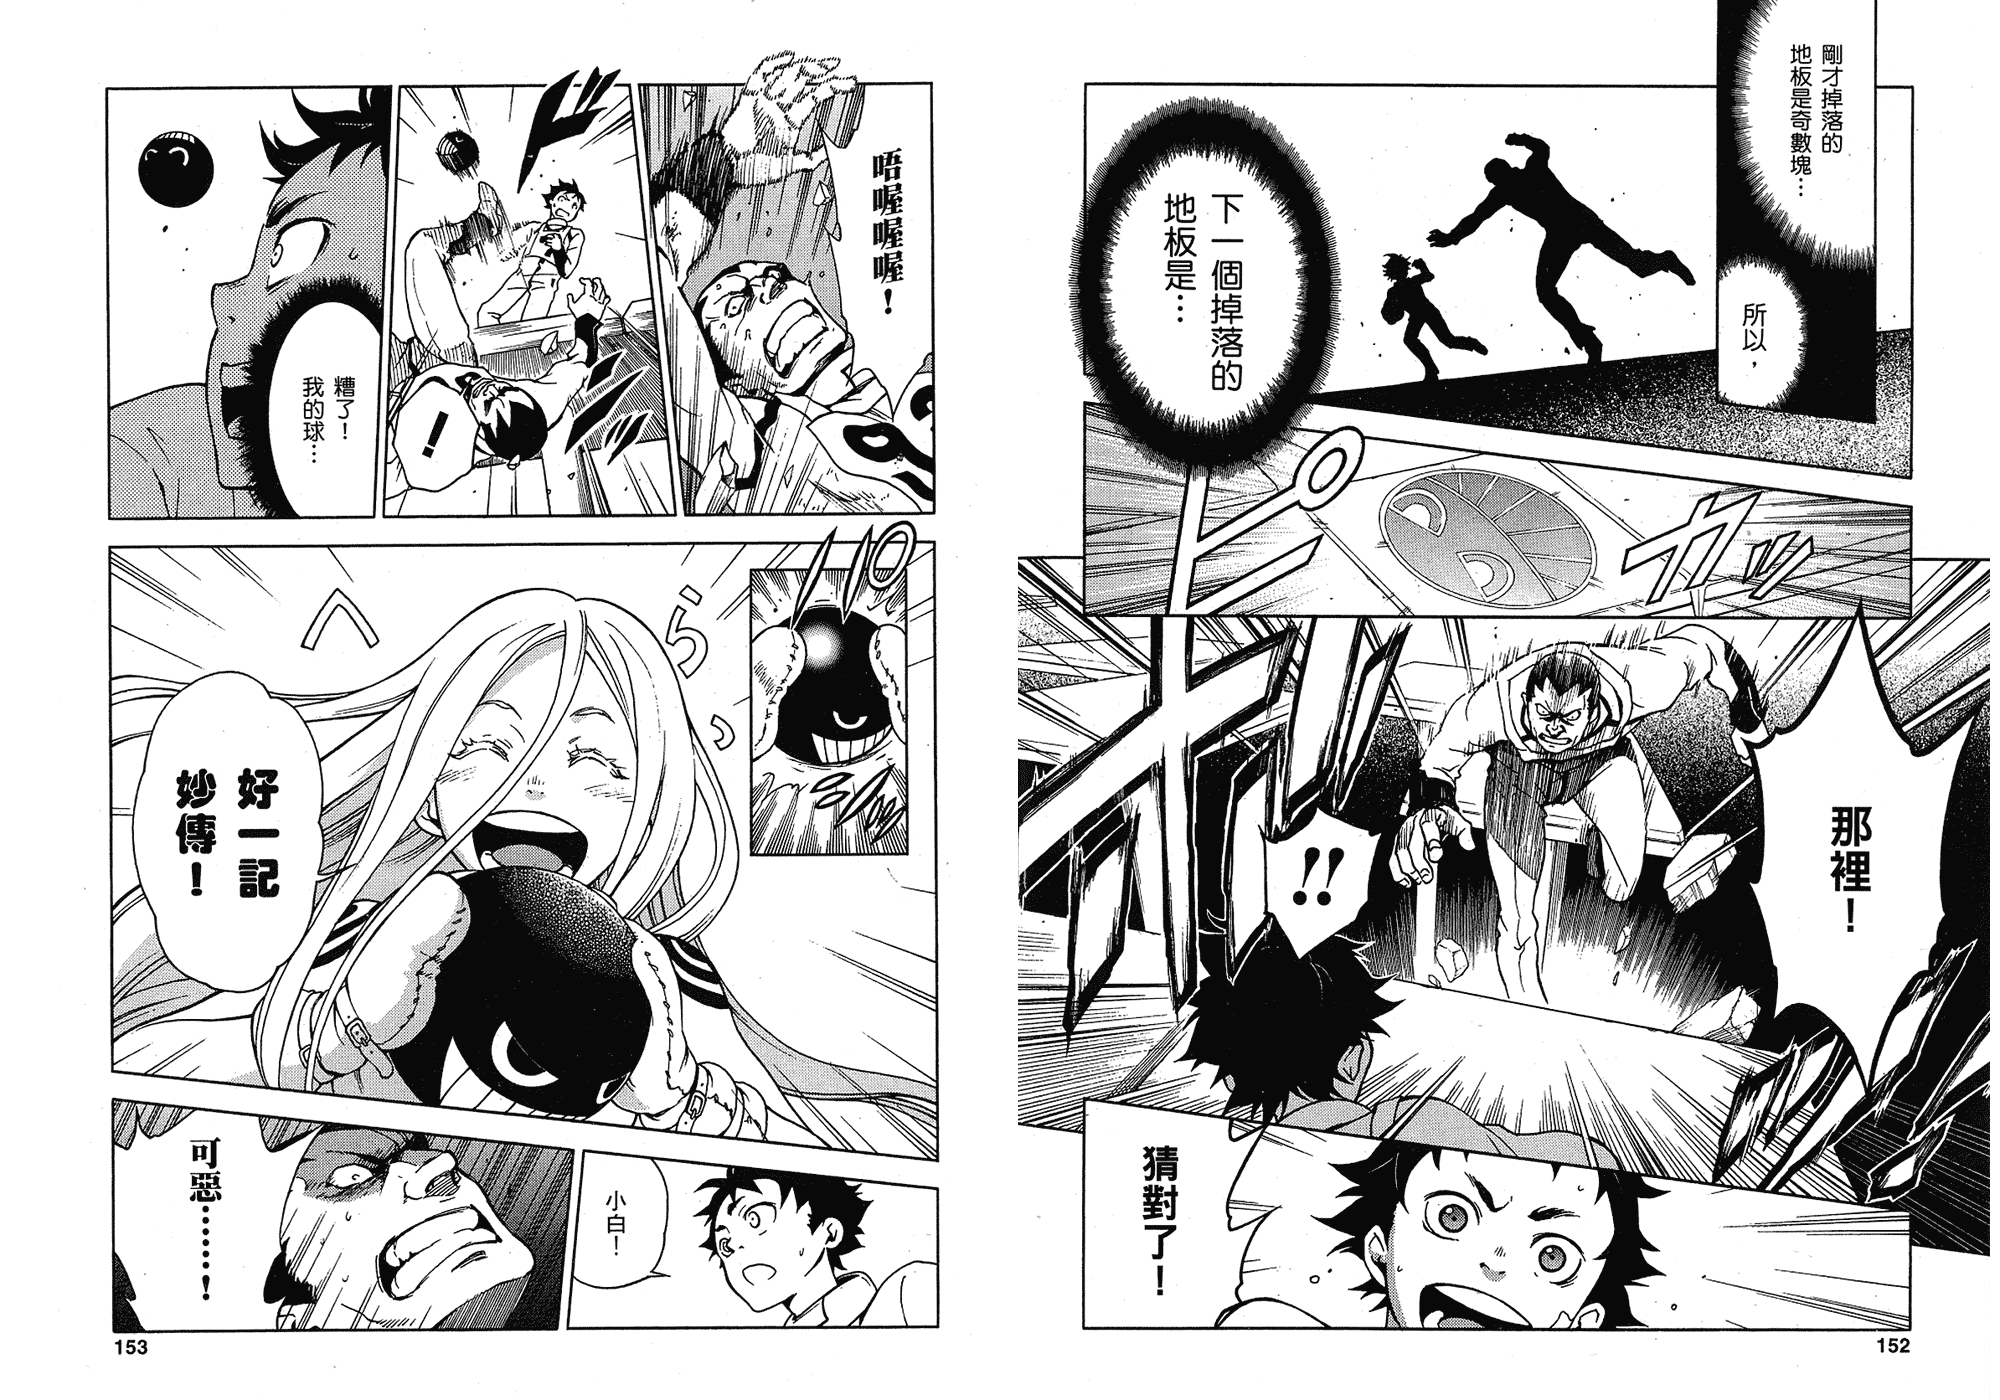 剛才掉落的
地板是奇數塊…
所以，
下一個掉落的
地板是…
カッ
ピ
那裡！
!!
猜對了！
152
唔喔喔喔！
！
糟了！
我的球…
パ
へらっ
好一記
妙傳！
小白！
可惡………！
153